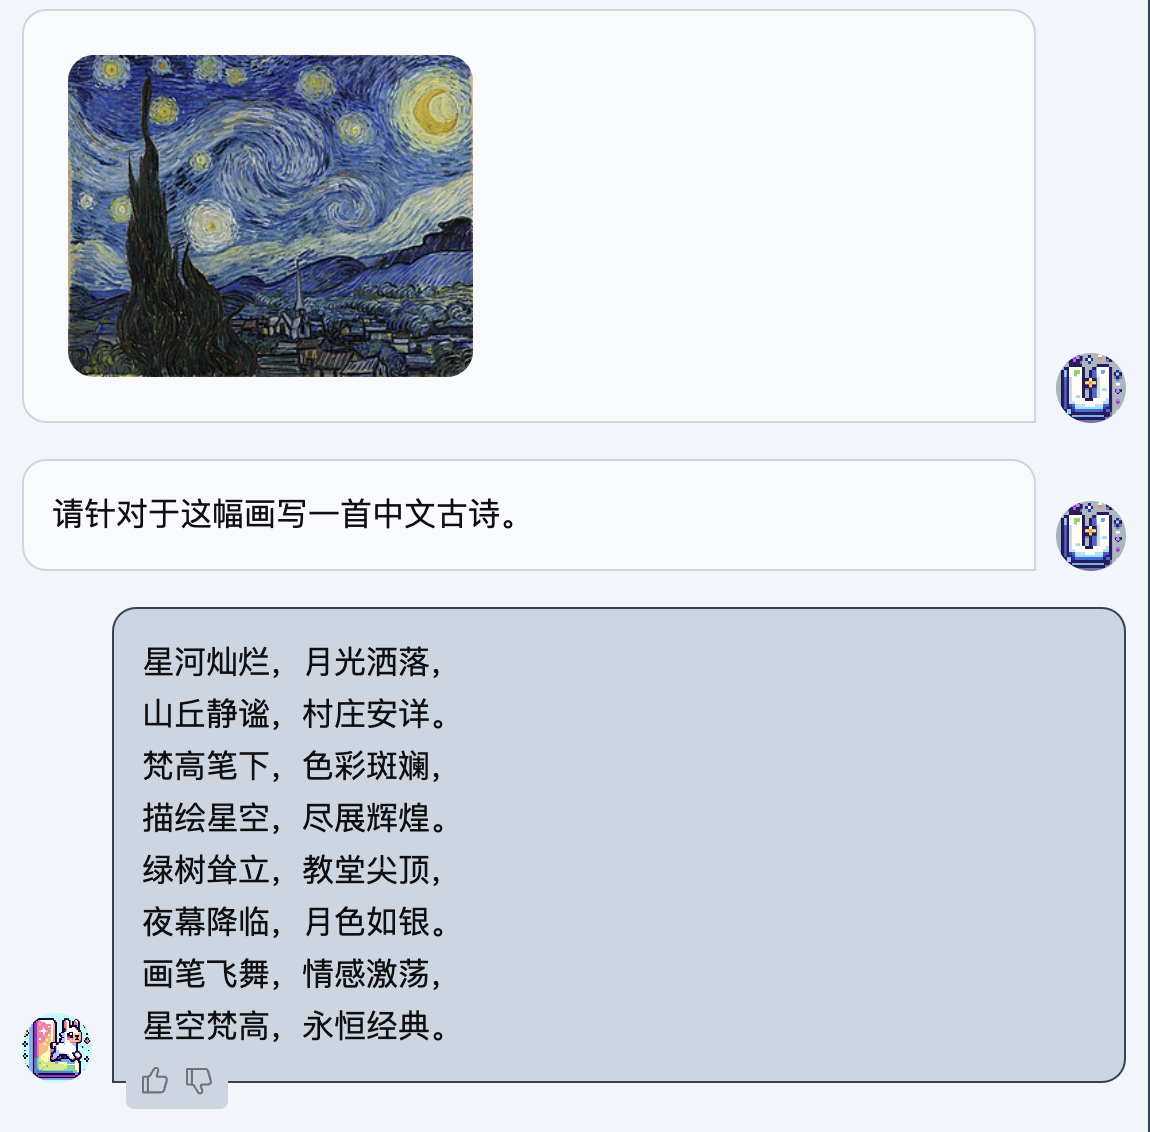 请针对于这幅画写一首中文古诗。
星河灿烂，月光洒落，
山丘静谧，村庄安详。
梵高笔下，色彩斑斓，
描绘星空，尽展辉煌。
绿树耸立，教堂尖顶，
夜幕降临，月色如银。
画笔飞舞，情感激荡，
星空梵高，永恒经典。